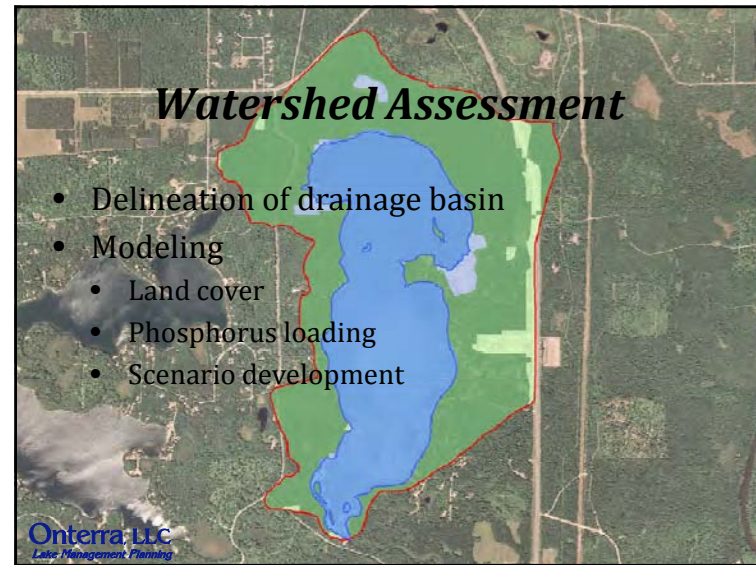 Watershed Assessment
• Delineation of drainage basin
• Modeling
• Land cover
• Phosphorus loading
• Scenario development
Onterra, LLC
Lake Management Planning